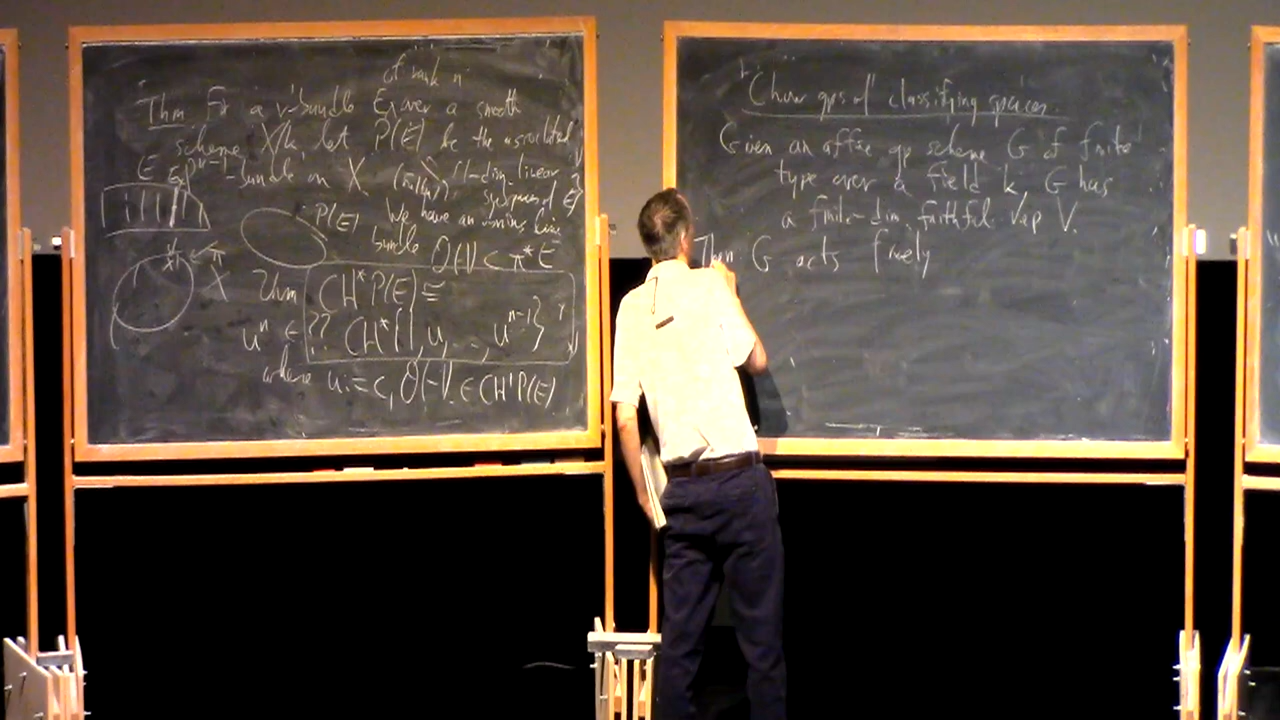 of rank n
Thm For a v. bundle E over a smooth
scheme X/k, let P(E) be the associated
E P^{n-1}-bundle on X. (1-dim. linear
subspaces of E)
P(E) We have an line
bundle O(-1) ⊂ π*E
X Thm CH*P(E) =
u^n ∈ ?? CH*{1, u, ..., u^{n-1}}
where u := c_1 O(-1) ∈ CH^1 P(E)
Chow gps of classifying spaces
Given an affine gp scheme G of finite
type over a field k, G has
a finite-dim. faithful rep V.
Then G acts freely